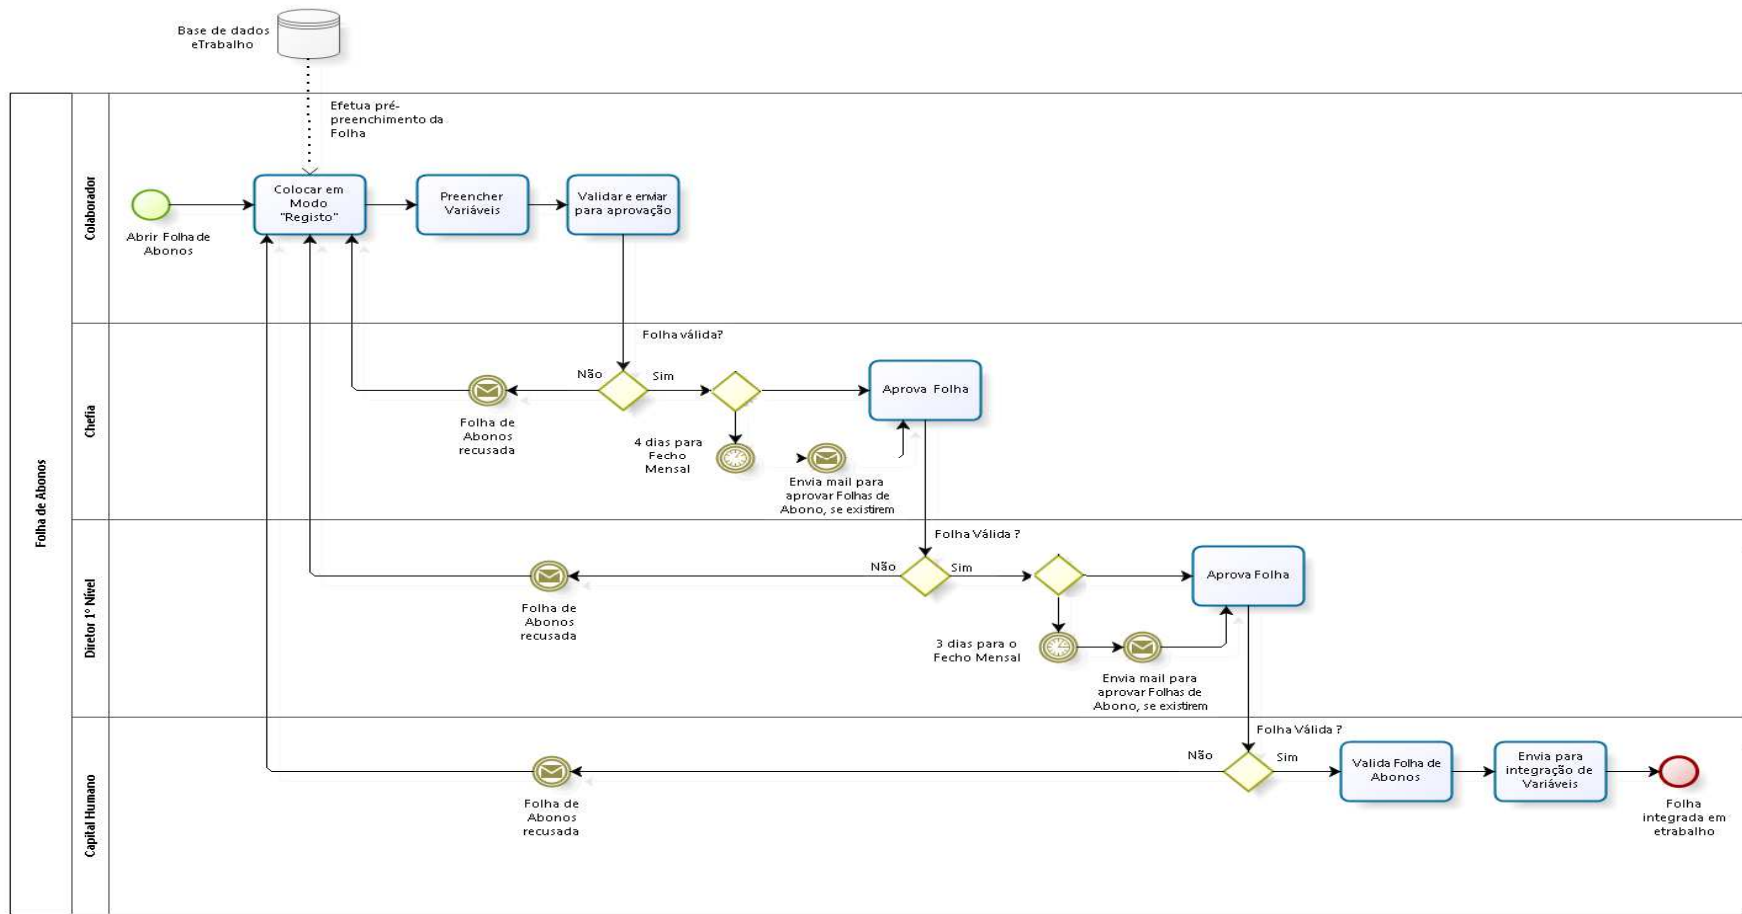 Base de dados
eTrabalho
Efetua pré-
preenchimento da
Folha
Folha de Abonos
Colaborador
Abrir Folha de
Abonos
Colocar em
Modo
"Registo"
Preencher
Variáveis
Validar e enviar
para aprovação
Chefia
Folha válida?
Não
Sim
Folha de
Abonos
recusada
4 dias para
Fecho
Mensal
Envia mail para
aprovar Folhas de
Abono, se existirem
Aprova Folha
Diretor 1º Nível
Folha Válida ?
Não
Sim
Folha de
Abonos
recusada
3 dias para o
Fecho Mensal
Envia mail para
aprovar Folhas de
Abono, se existirem
Aprova Folha
Capital Humano
Folha Válida ?
Não
Sim
Folha de
Abonos
recusada
Valida Folha de
Abonos
Envia para
integração de
Variáveis
Folha
integrada em
etrabalho